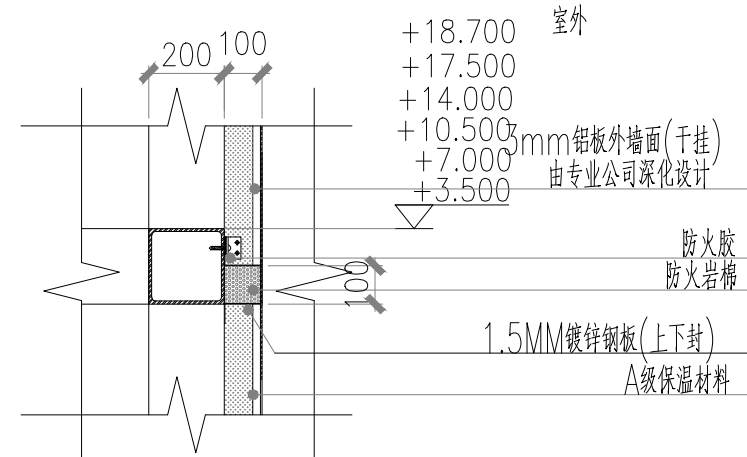 室外
200
100
+18.700
+17.500
+14.000
+10.500
+7.000
+3.500
3mm铝板外墙面(干挂)
由专业公司深化设计
防火胶
防火岩棉
100
1.5MM镀锌钢板(上下封)
A级保温材料